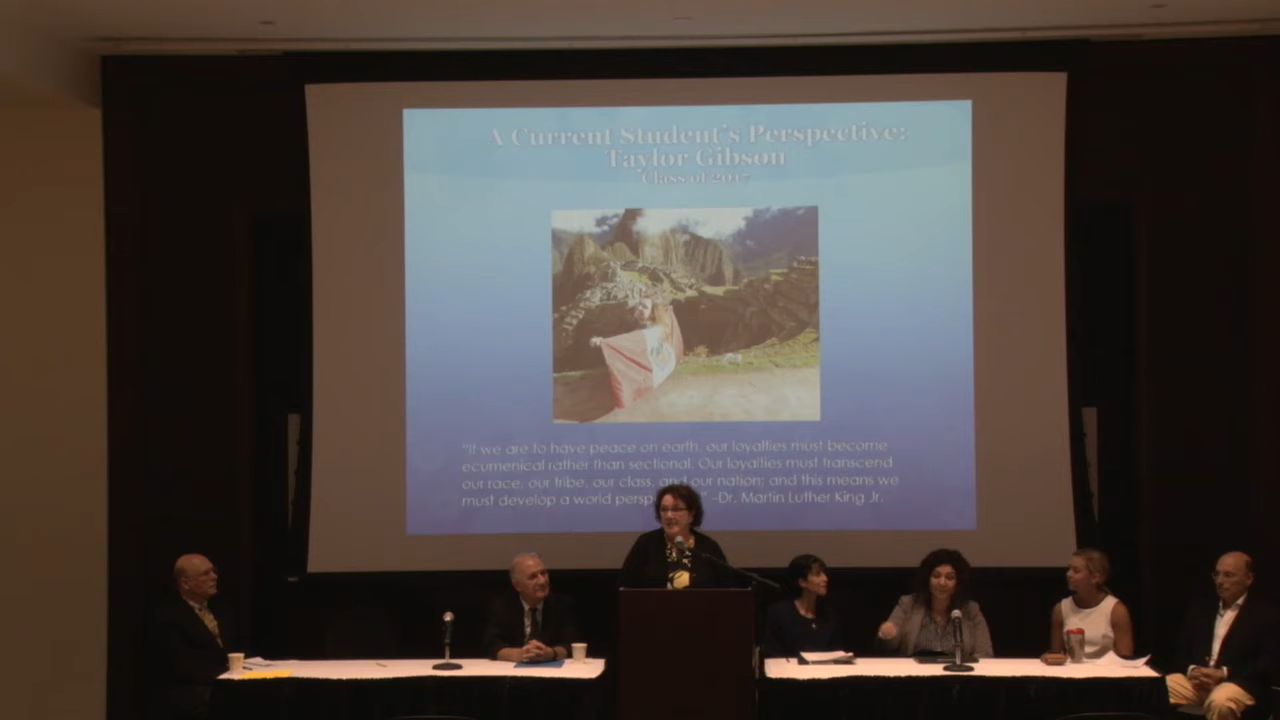 A Current Student's Perspective:
Taylor Gibson
Class of 2017
"If we are to have peace on earth, our loyalties must become
ecumenical rather than sectional. Our loyalties must transcend
our race, our tribe, our class, and our nation; and this means we
must develop a world persp " –Dr. Martin Luther King Jr.